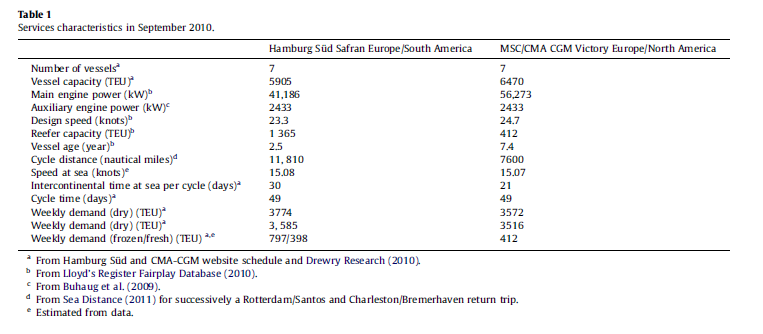 Table 1
Services characteristics in September 2010.
Hamburg Süd Safran Europe/South America MSC/CMA CGM Victory Europe/North America
Number of vesselsᵃ 7 7
Vessel capacity (TEU)ᵃ 5905 6470
Main engine power (kW)ᵇ 41,186 56,273
Auxiliary engine power (kW)ᶜ 2433 2433
Design speed (knots)ᵇ 23.3 24.7
Reefer capacity (TEU)ᵇ 1 365 412
Vessel age (year)ᵇ 2.5 7.4
Cycle distance (nautical miles)ᵈ 11, 810 7600
Speed at sea (knots)ᵉ 15.08 15.07
Intercontinental time at sea per cycle (days)ᵃ 30 21
Cycle time (days)ᵃ 49 49
Weekly demand (dry) (TEU)ᵃ 3774 3572
Weekly demand (dry) (TEU)ᵃ 3, 585 3516
Weekly demand (frozen/fresh) (TEU) ᵃ,ᵉ 797/398 412
ᵃ From Hamburg Süd and CMA-CGM website schedule and Drewry Research (2010).
ᵇ From Lloyd's Register Fairplay Database (2010).
ᶜ From Buhaug et al. (2009).
ᵈ From Sea Distance (2011) for successively a Rotterdam/Santos and Charleston/Bremerhaven return trip.
ᵉ Estimated from data.